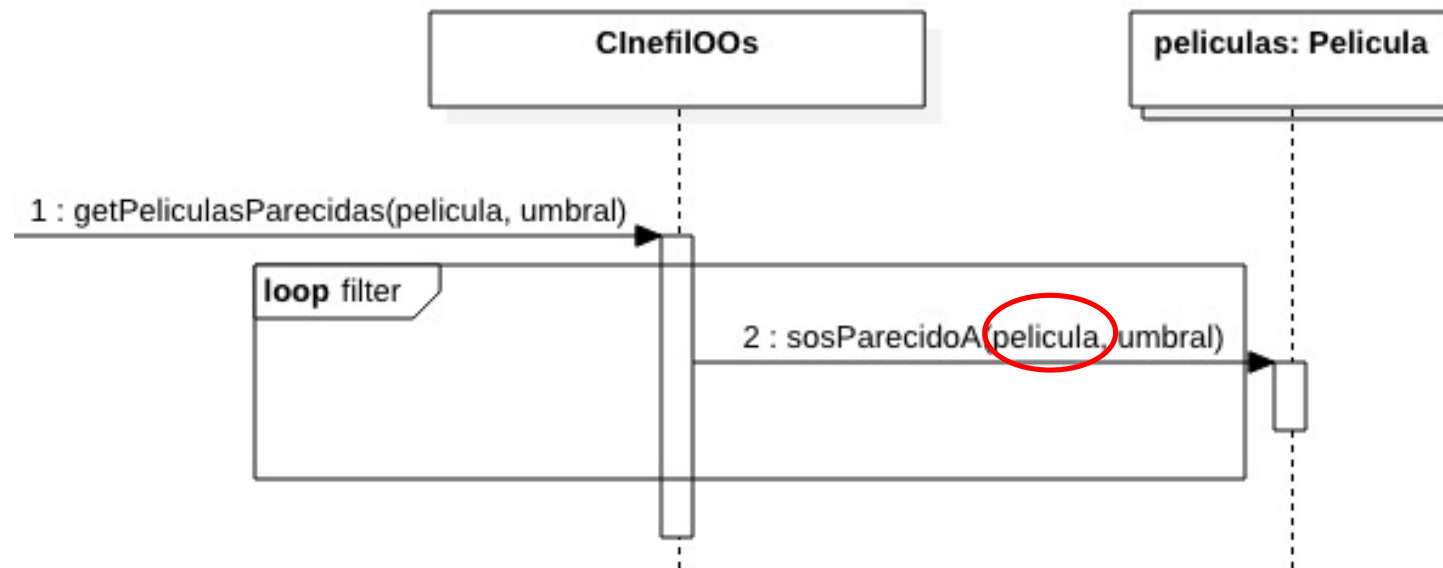 CInefilOOs
peliculas: Pelicula
1 : getPeliculasParecidas(pelicula, umbral)
loop filter
2 : sosParecidoA(pelicula, umbral)